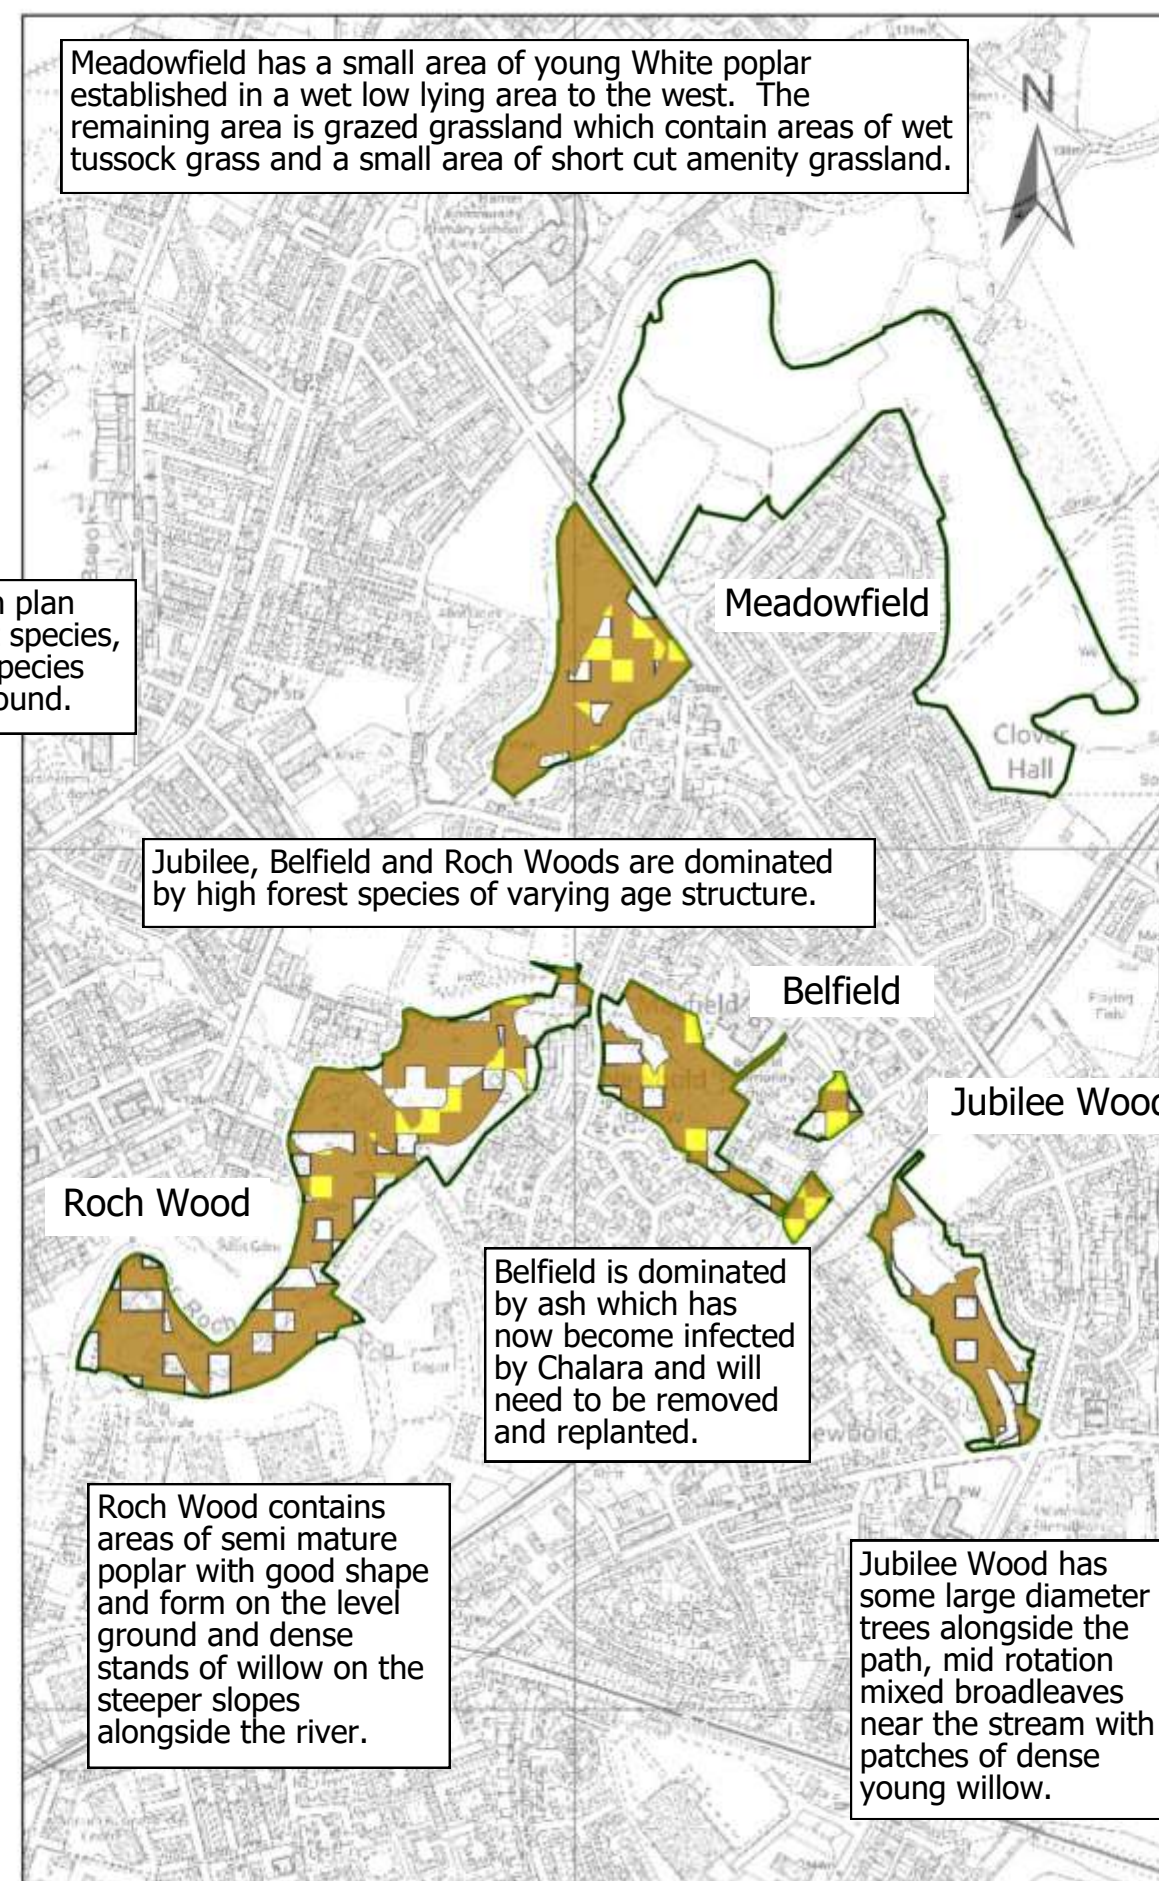 Meadowfield has a small area of young White poplar
established in a wet low lying area to the west. The
remaining area is grazed grassland which contain areas of wet
tussock grass and a small area of short cut amenity grassland.
N
plan
species,
Meadowfield
Clover
Hall
Jubilee, Belfield and Roch Woods are dominated
by high forest species of varying age structure.
Belfield
Playing
Field
Jubilee
Roch Wood
Roch
Belfield is dominated
by ash which has
now become infected
by Chalara and will
need to be removed
and replanted.
PW
Roch Wood contains
areas of semi mature
poplar with good shape
and form on the level
ground and dense
stands of willow on the
steeper slopes
alongside the river.
Jubilee Wood has
some large diameter
trees alongside the
path, mid rotation
mixed broadleaves
near the stream with
patches of dense
young willow.